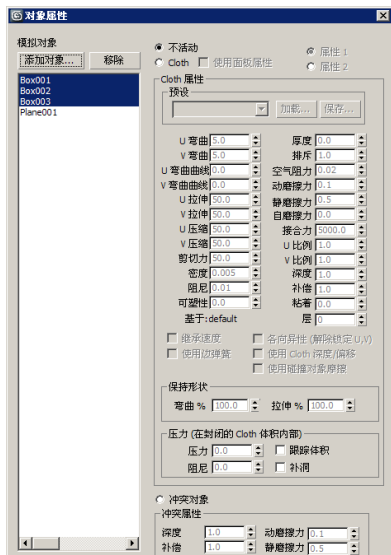 对象属性
模拟对象
添加对象... 移除
Box001
Box002
Box003
Plane001
不活动 属性 1
Cloth 使用面板属性 属性 2
Cloth 属性
预设
加载... 保存...
U 弯曲 5.0 厚度 0.0
V 弯曲 5.0 排斥 1.0
U 弯曲曲线 0.0 空气阻力 0.02
V 弯曲曲线 0.0 动磨擦力 0.1
U 拉伸 50.0 静磨擦力 0.5
V 拉伸 50.0 自磨擦力 0.0
U 压缩 50.0 接合力 5000.0
V 压缩 50.0 U 比例 1.0
剪切力 50.0 V 比例 1.0
密度 0.005 深度 1.0
阻尼 0.01 补偿 1.0
可塑性 0.0 粘着 0.0
基于:default 层 0
继承速度 各向异性 (解除锁定 U,V)
使用边弹簧 使用 Cloth 深度/偏移
使用碰撞对象摩擦
保持形状
弯曲 % 100.0 拉伸 % 100.0
压力 (在封闭的 Cloth 体积内部)
压力 0.0 跟踪体积
阻尼 0.0 补洞
冲突对象
冲突属性
深度 1.0 动磨擦力 0.1
补偿 1.0 静磨擦力 0.5